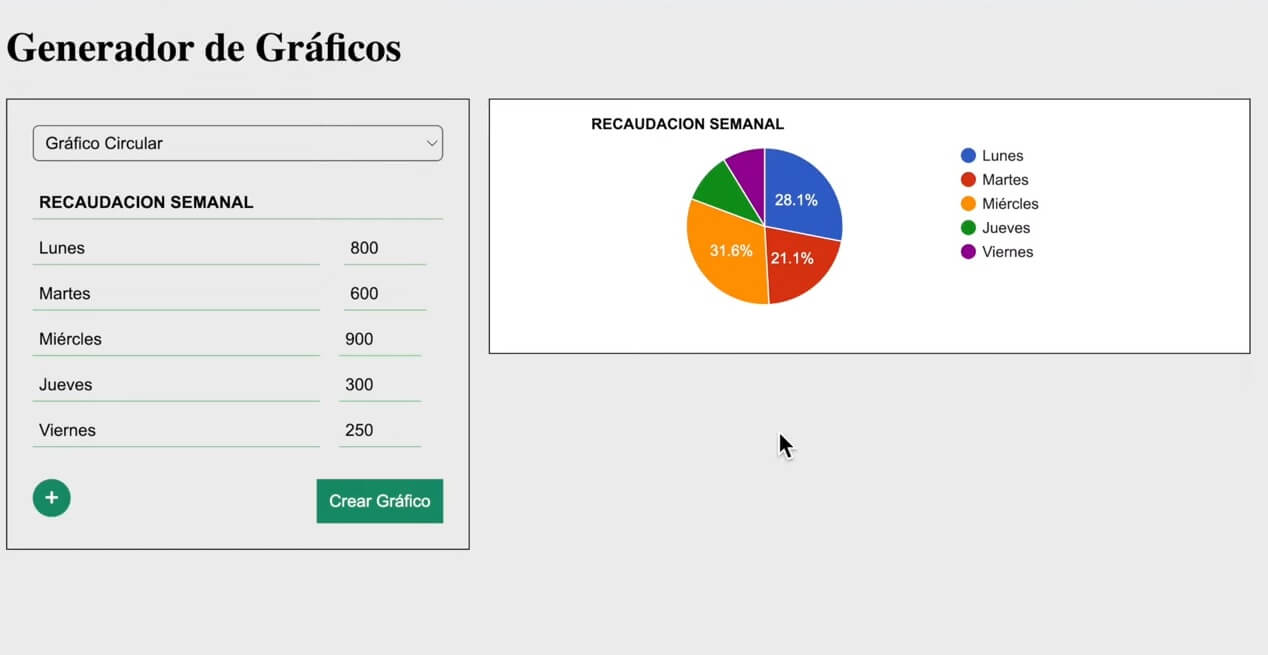 Generador de Gráficos
Gráfico Circular
RECAUDACION SEMANAL
Lunes 800
Martes 600
Miércles 900
Jueves 300
Viernes 250
+
Crear Gráfico
RECAUDACION SEMANAL
28.1%
31.6%
21.1%
Lunes
Martes
Miércles
Jueves
Viernes